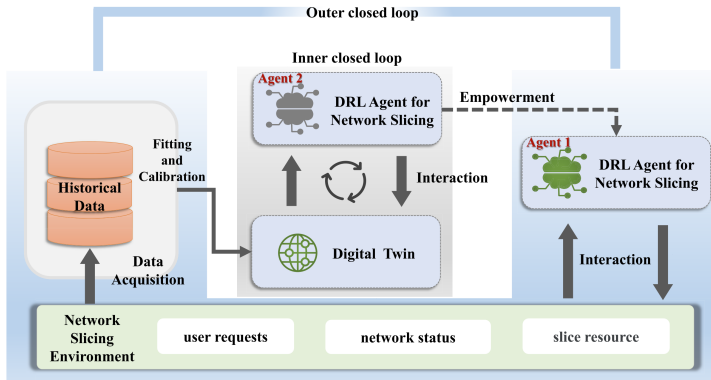 Outer closed loop
Inner closed loop
Agent 2
DRL Agent for
Network Slicing
Empowerment
Agent 1
DRL Agent for
Network Slicing
Fitting
and
Calibration
Historical
Data
Interaction
Digital Twin
Data
Acquisition
Interaction
Network
Slicing
Environment
user requests
network status
slice resource